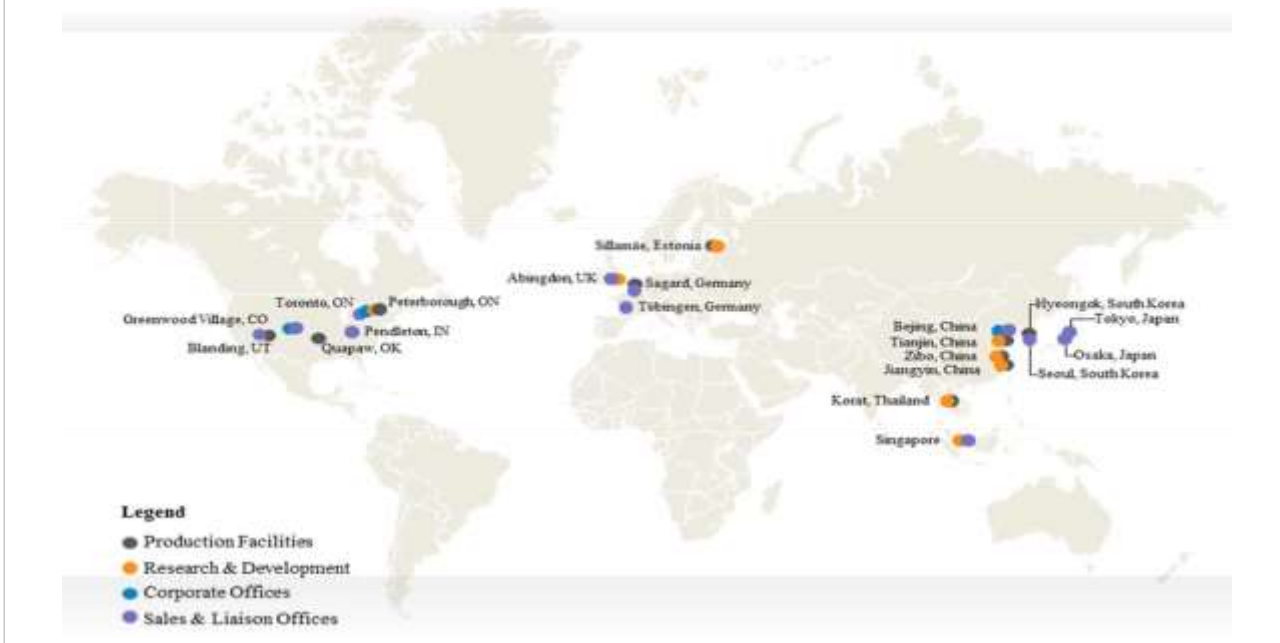 Sillamäe, Estonia
Abingdon, UK
Sagard, Germany
Tübingen, Germany
Toronto, ON
Peterborough, ON
Greenwood Village, CO
Pendleton, IN
Blanding, UT
Quapaw, OK
Hyeongok, South Korea
Tokyo, Japan
Bejing, China
Tianjin, China
Zibo, China
Osaka, Japan
Jiangyin, China
Seoul, South Korea
Korat, Thailand
Singapore
Legend
Production Facilities
Research & Development
Corporate Offices
Sales & Liaison Offices